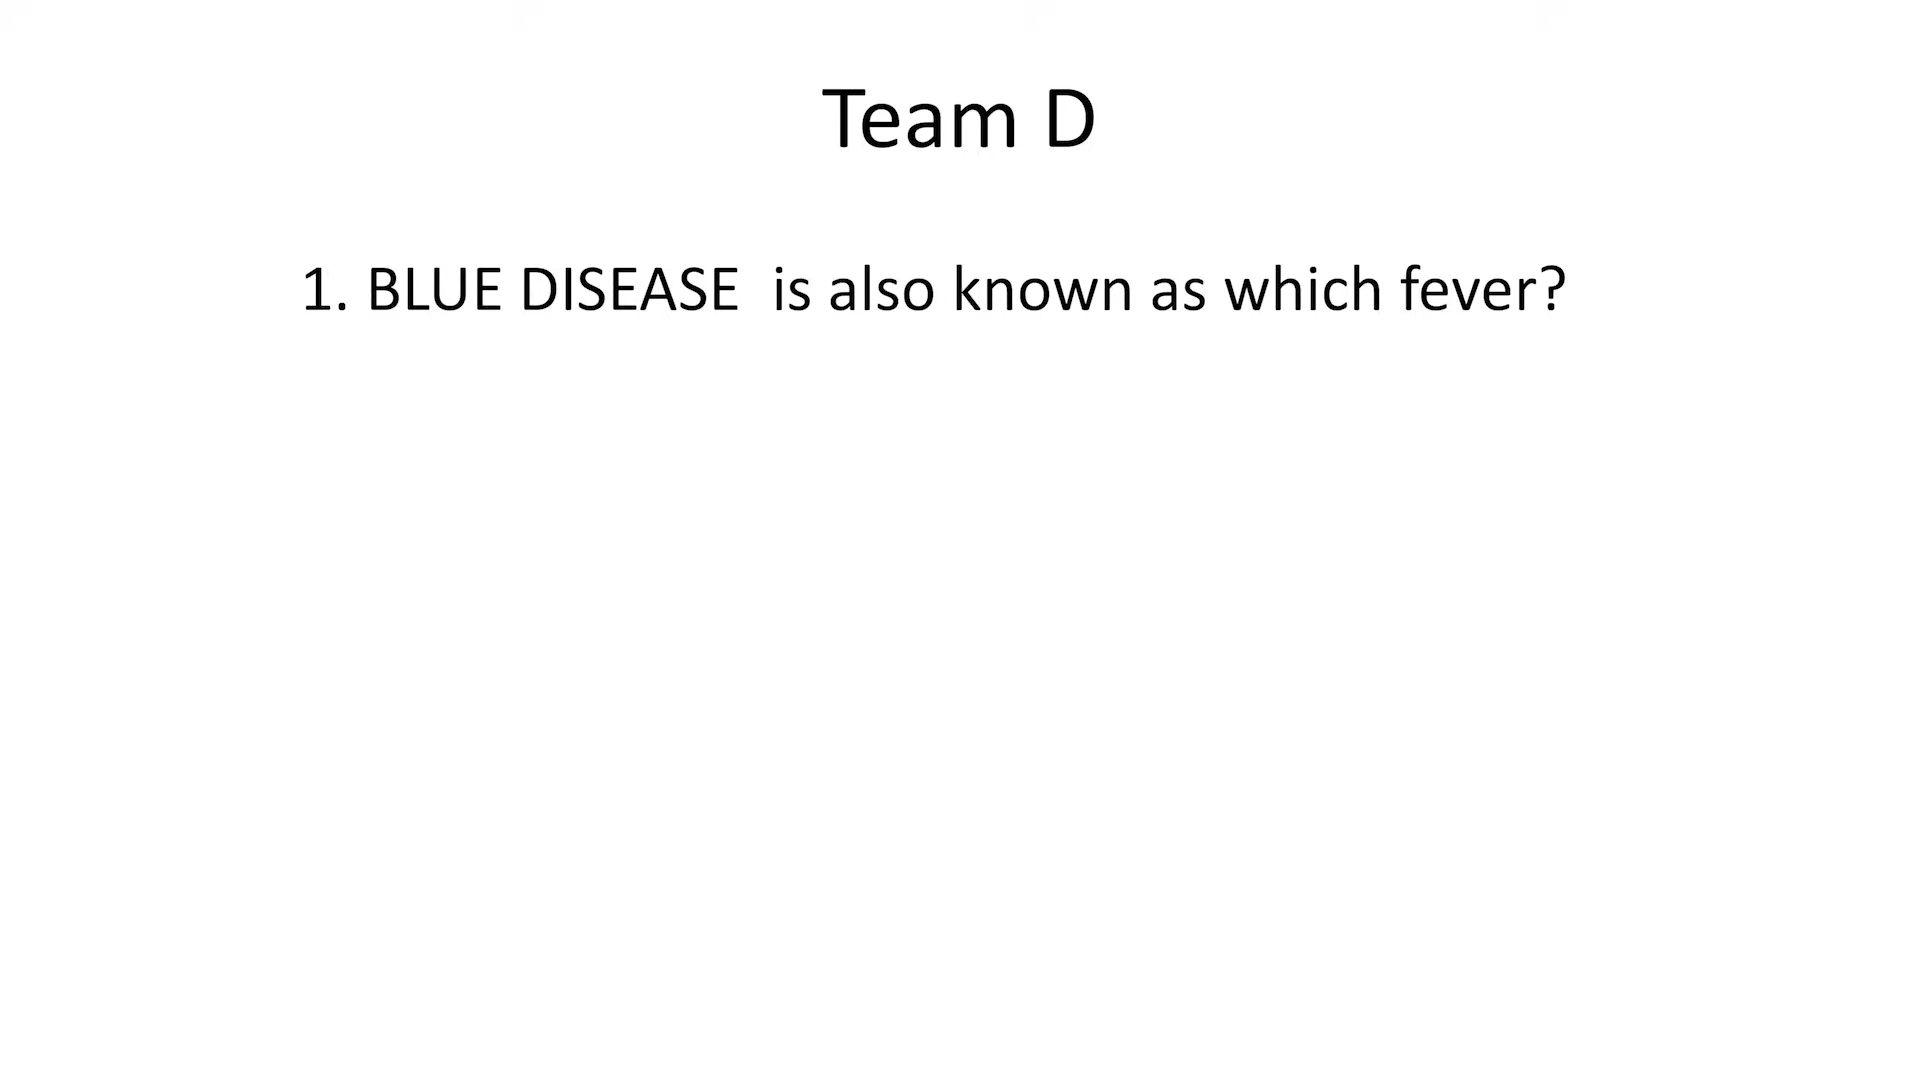 Team D
1. BLUE DISEASE  is also known as which fever?